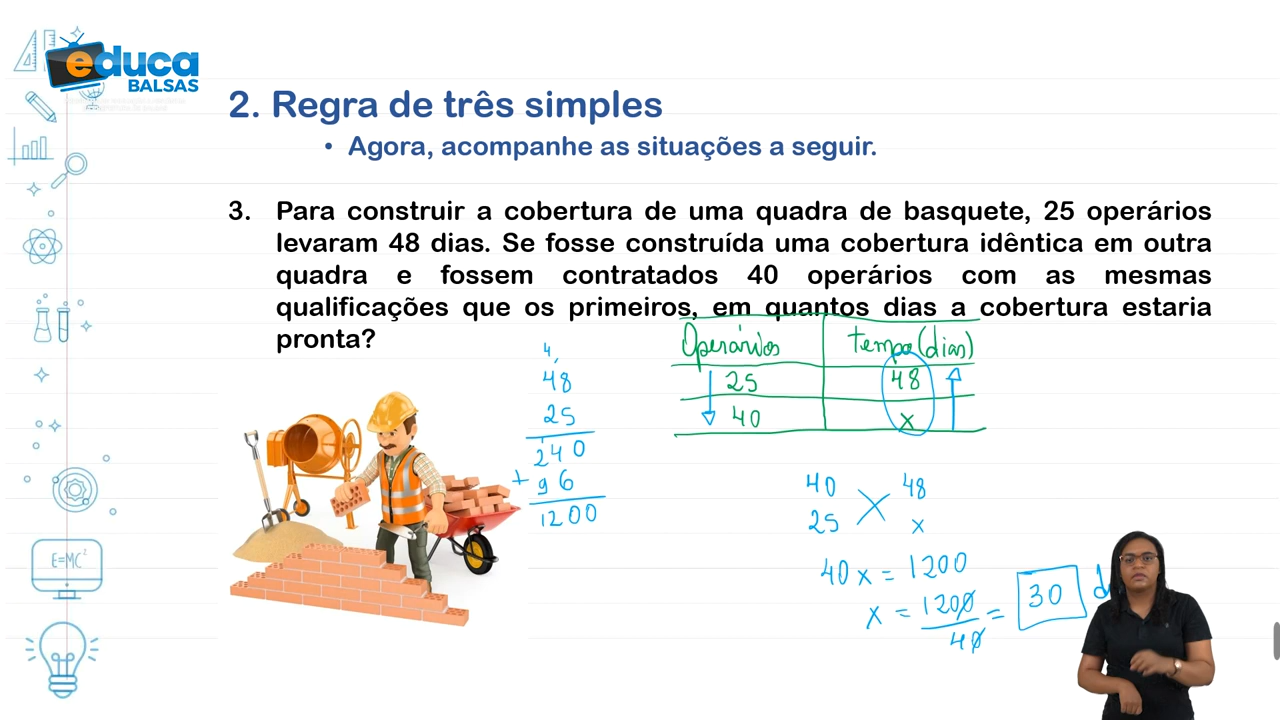 educa
BALSAS
2. Regra de três simples
• Agora, acompanhe as situações a seguir.
3. Para construir a cobertura de uma quadra de basquete, 25 operários
levaram 48 dias. Se fosse construída uma cobertura idêntica em outra
quadra e fossem contratados 40 operários com as mesmas
qualificações que os primeiros, em quantos dias a cobertura estaria
pronta?
Operários tempo (dias)
25 48
40 x
4
48
25
1
240
+ 96
1200
40 48
25 x
40x = 1200
x = 1200 = 30
40
E=MC²